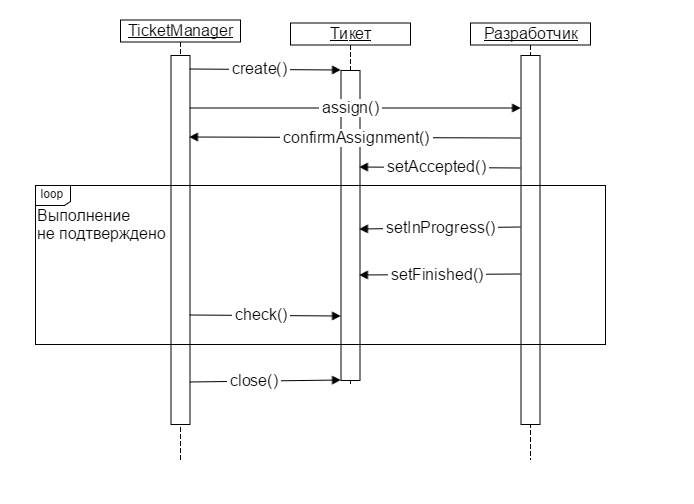 TicketManager
Тикет
Разработчик
create()
assign()
confirmAssignment()
setAccepted()
loop
Выполнение
не подтверждено
setInProgress()
setFinished()
check()
close()